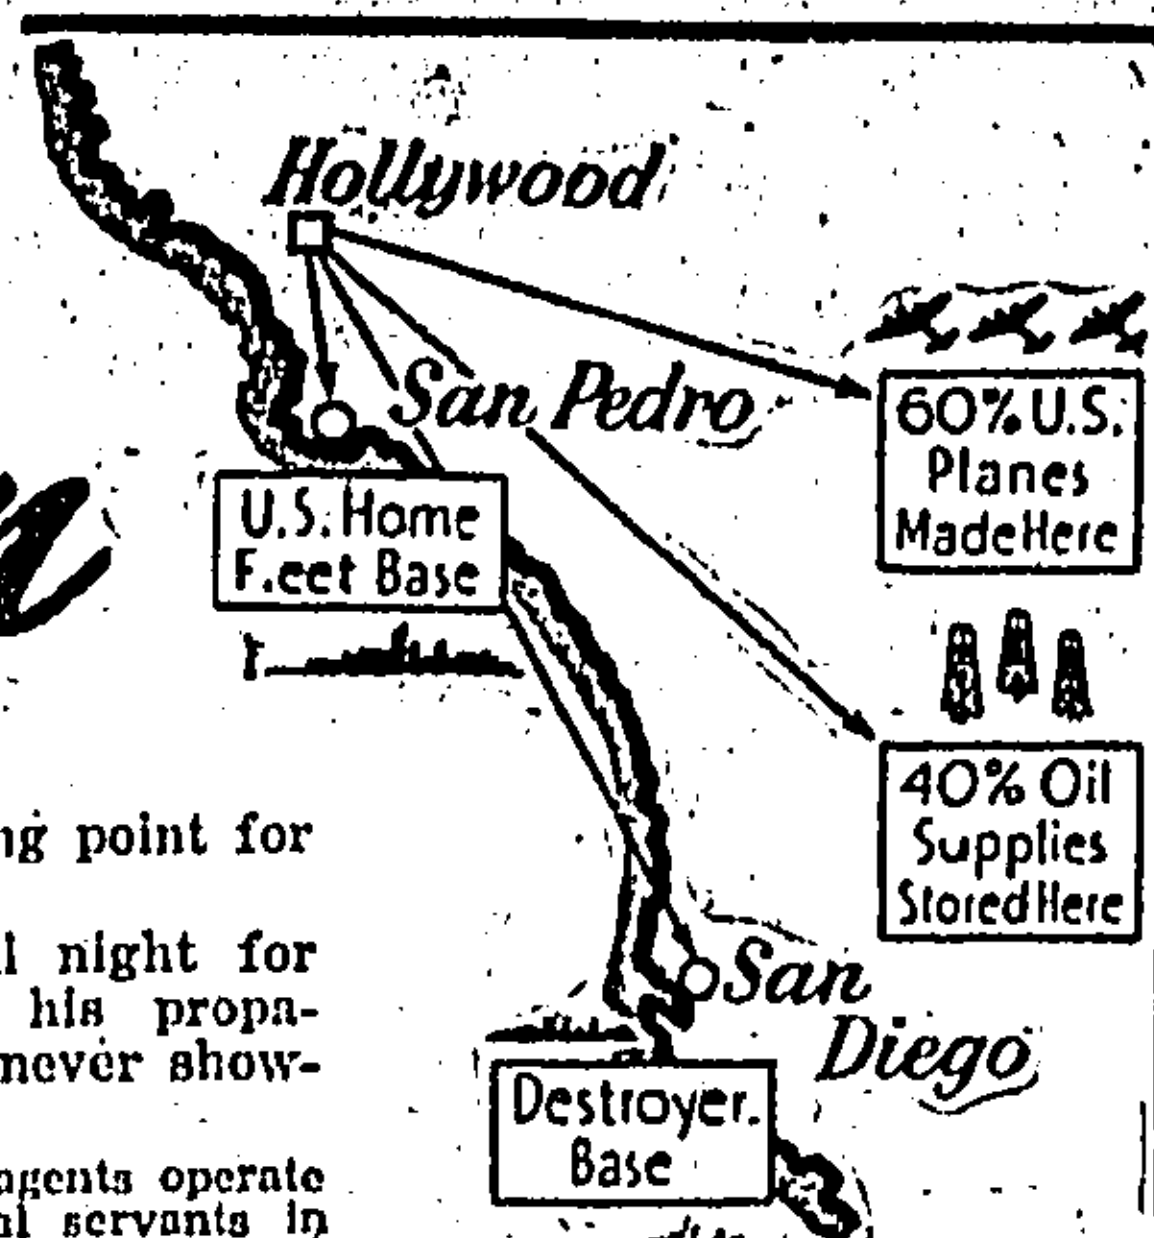 Hollywood
San Pedro
60% U.S.
Planes
Made Here
U.S. Home
F.eet Base
40% Oil
Supplies
Stored Here
San
Diego
Destroyer.
Base
point for
night for
his propa-
never show-
agents operate
servants in